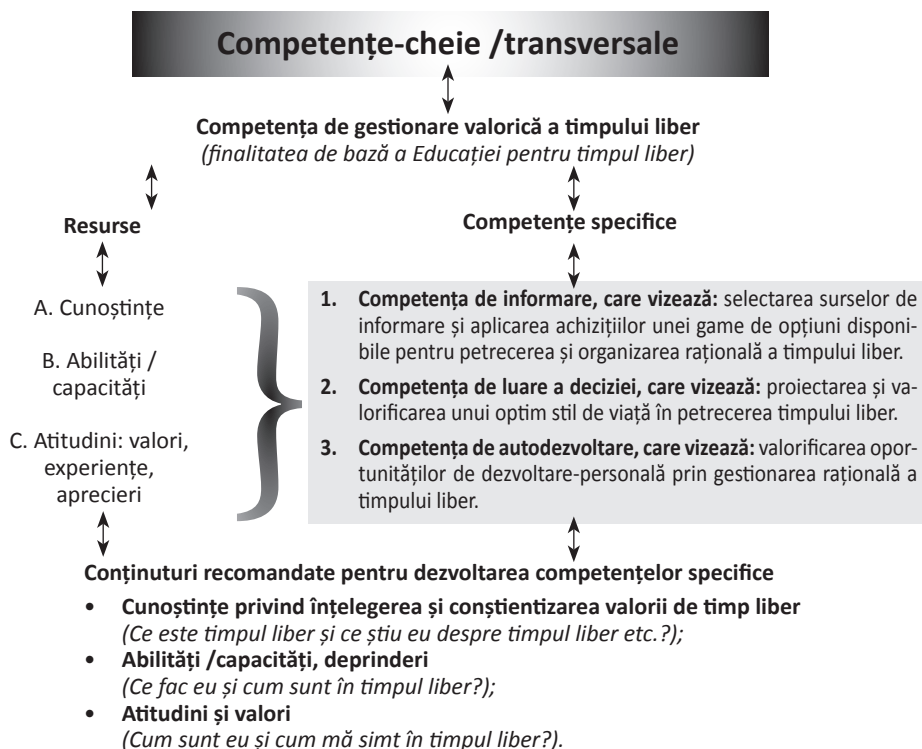 Competențe-cheie /transversale
Competența de gestionare valorică a timpului liber
(finalitatea de bază a Educației pentru timpul liber)
Resurse
Competențe specifice
A. Cunoștințe
B. Abilități /
capacități
C. Atitudini: valori,
experiențe,
aprecieri
1. Competența de informare, care vizează: selectarea surselor de
informare și aplicarea achizițiilor unei game de opțiuni disponi-
bile pentru petrecerea și organizarea rațională a timpului liber.
2. Competența de luare a deciziei, care vizează: proiectarea și va-
lorificarea unui optim stil de viață în petrecerea timpului liber.
3. Competența de autodezvoltare, care vizează: valorificarea opor-
tunităților de dezvoltare-personală prin gestionarea rațională a
timpului liber.
Conținuturi recomandate pentru dezvoltarea competențelor specifice
• Cunoștințe privind înțelegerea și conștientizarea valorii de timp liber
(Ce este timpul liber și ce știu eu despre timpul liber etc.?);
• Abilități /capacități, deprinderi
(Ce fac eu și cum sunt în timpul liber?);
• Atitudini și valori
(Cum sunt eu și cum mă simt în timpul liber?).